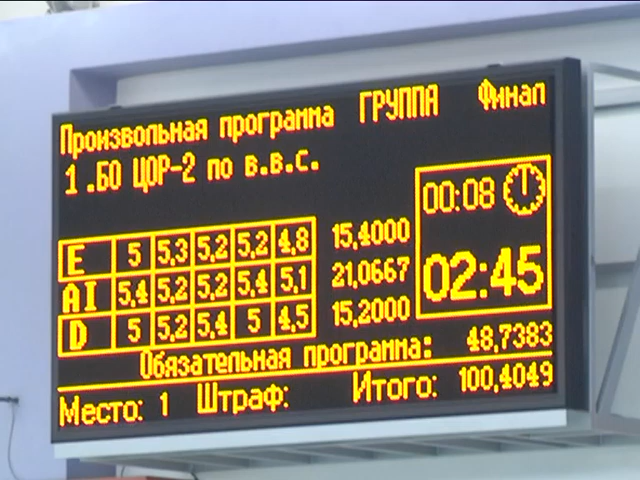 Произвольная программа ГРУППА Финал
1.БО ЦОР-2 по в.в.с.
00:08
E 5 5,3 5,2 5,2 4,8 15,4000
AI 5,4 5,2 5,2 5,4 5,1 21,0667
02:45
D 5 5,2 5,4 5 4,5 15,2000
Обязательная программа: 48,7383
Место: 1 Штраф: Итого: 100,4049